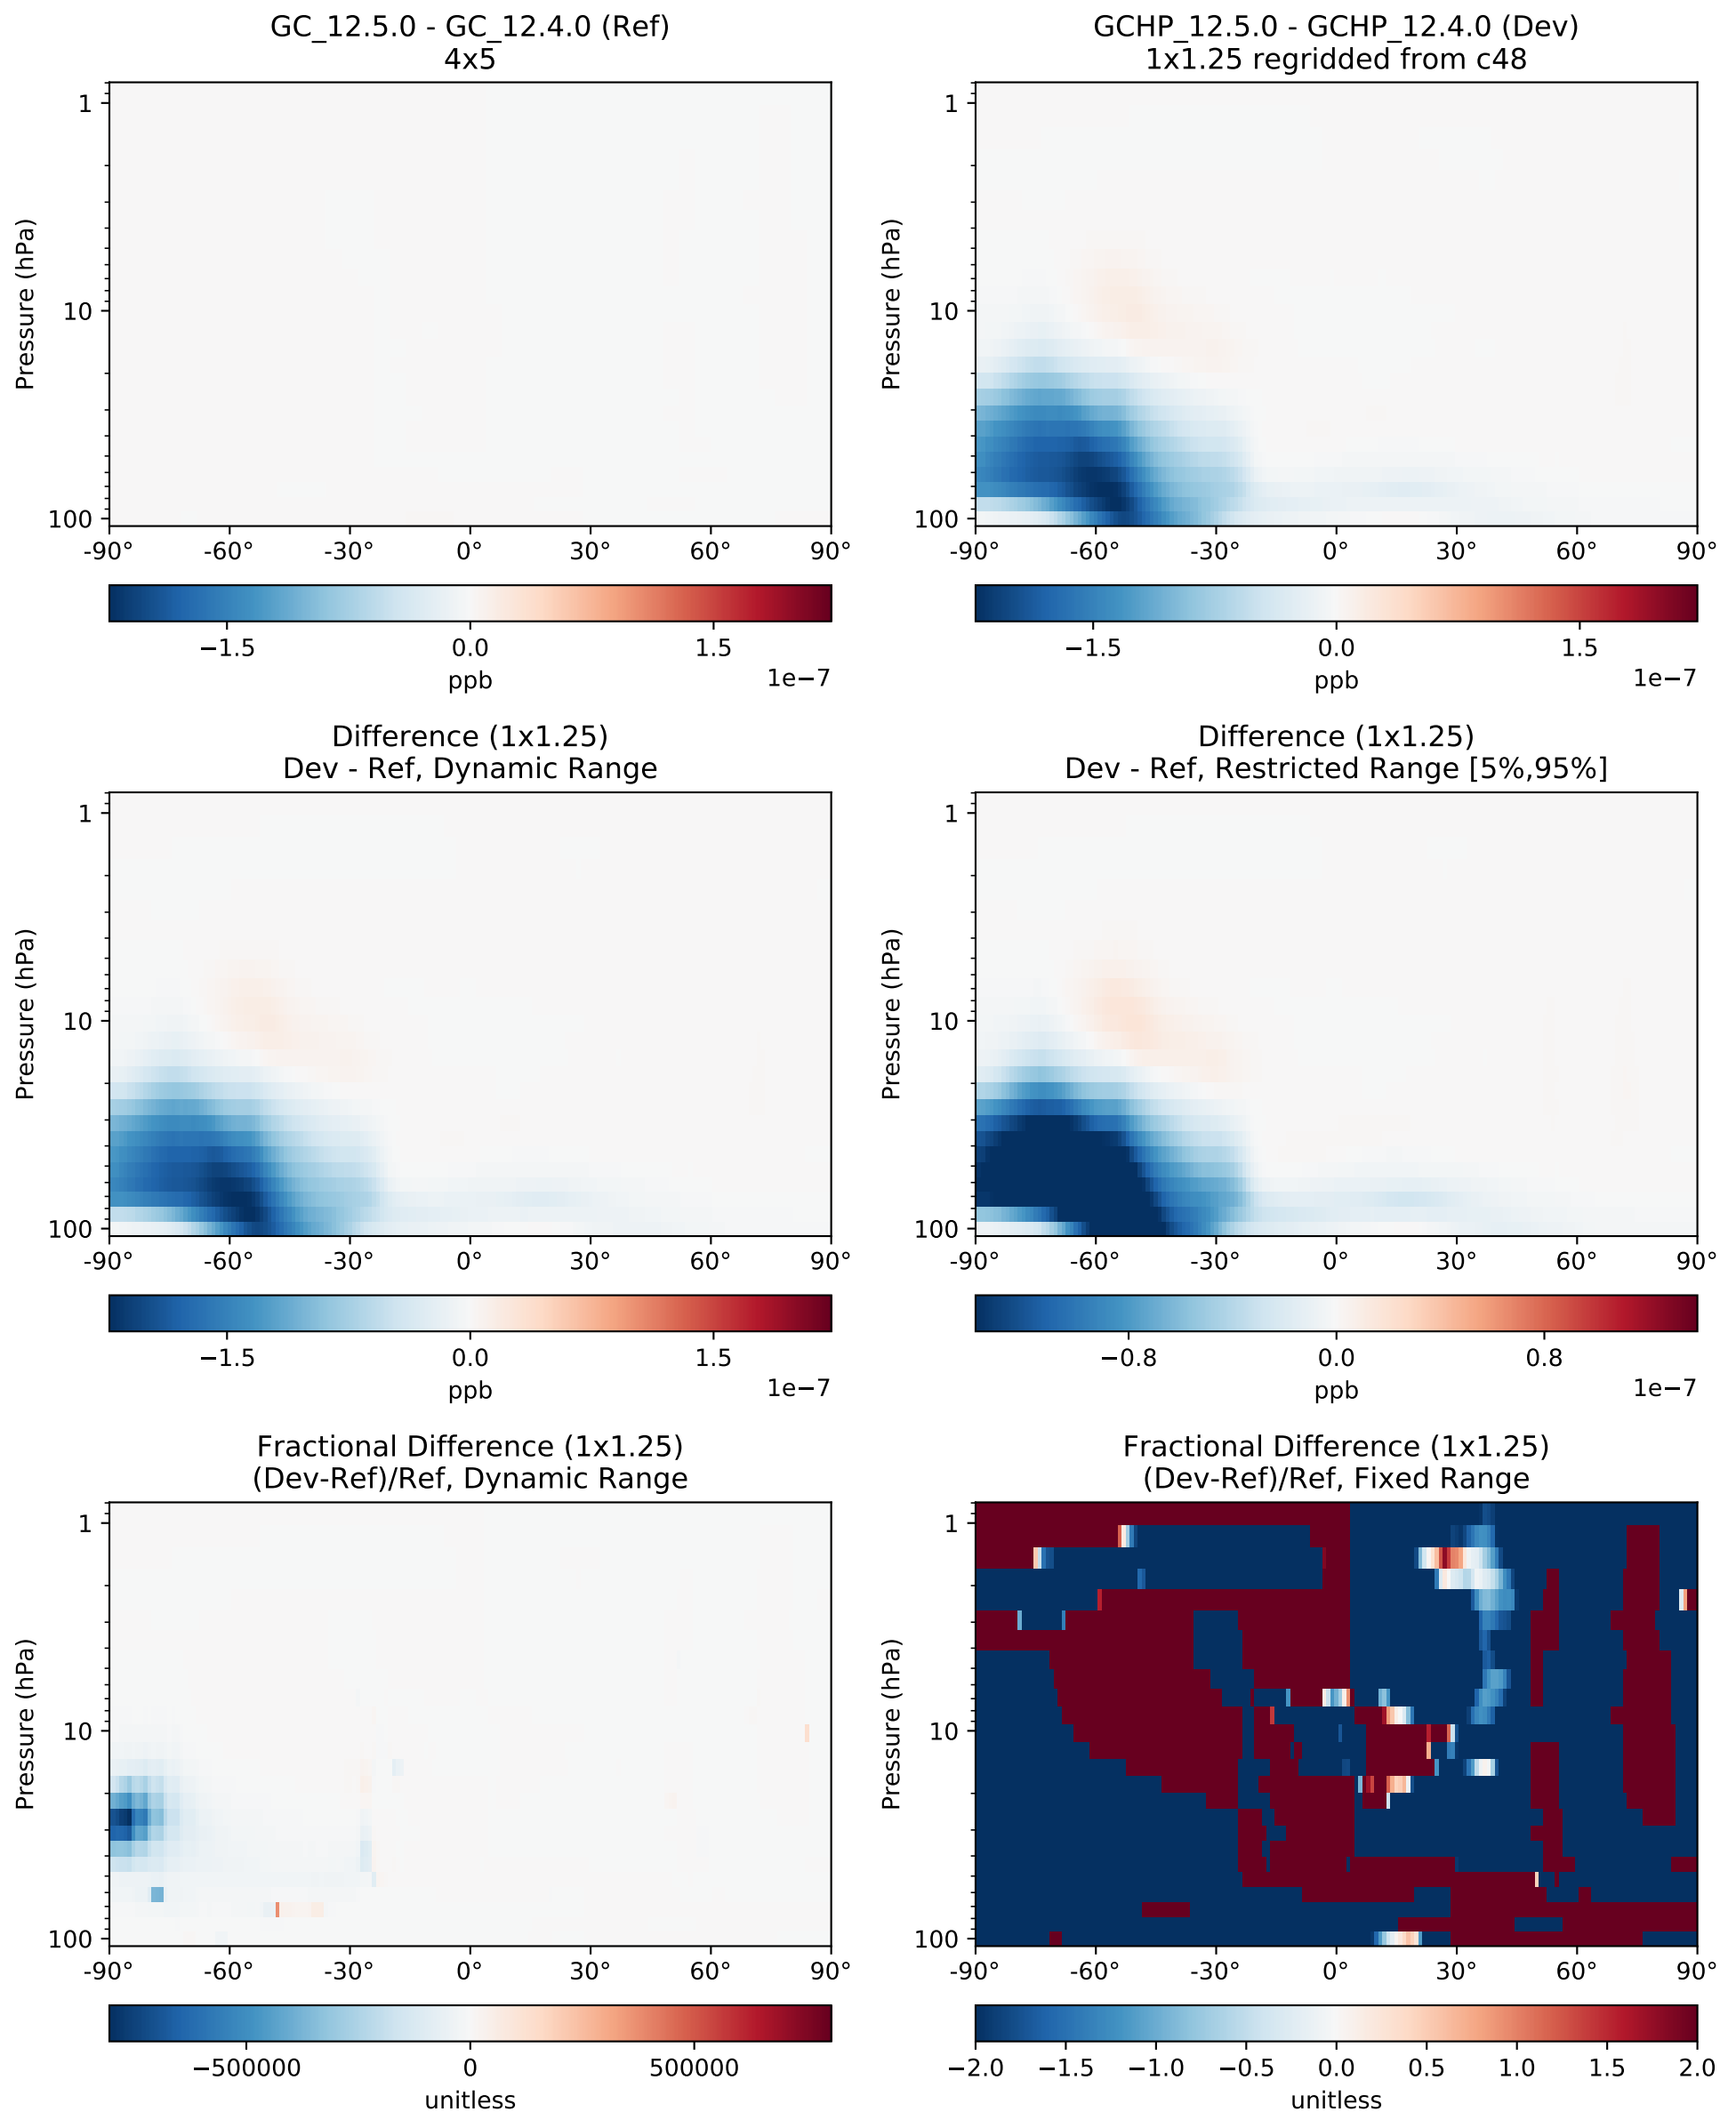 GC_12.5.0 - GC_12.4.0 (Ref)
4x5
Pressure (hPa)
1
10
100
-90° -60° -30° 0° 30° 60° 90°
−1.5 0.0 1.5
ppb
1e−7
GCHP_12.5.0 - GCHP_12.4.0 (Dev)
1x1.25 regridded from c48
Pressure (hPa)
1
10
100
-90° -60° -30° 0° 30° 60° 90°
−1.5 0.0 1.5
ppb
1e−7
Difference (1x1.25)
Dev - Ref, Dynamic Range
Pressure (hPa)
1
10
100
-90° -60° -30° 0° 30° 60° 90°
−1.5 0.0 1.5
ppb
1e−7
Difference (1x1.25)
Dev - Ref, Restricted Range [5%,95%]
Pressure (hPa)
1
10
100
-90° -60° -30° 0° 30° 60° 90°
−0.8 0.0 0.8
ppb
1e−7
Fractional Difference (1x1.25)
(Dev-Ref)/Ref, Dynamic Range
Pressure (hPa)
1
10
100
-90° -60° -30° 0° 30° 60° 90°
−500000 0 500000
unitless
Fractional Difference (1x1.25)
(Dev-Ref)/Ref, Fixed Range
Pressure (hPa)
1
10
100
-90° -60° -30° 0° 30° 60° 90°
−2.0 −1.5 −1.0 −0.5 0.0 0.5 1.0 1.5 2.0
unitless